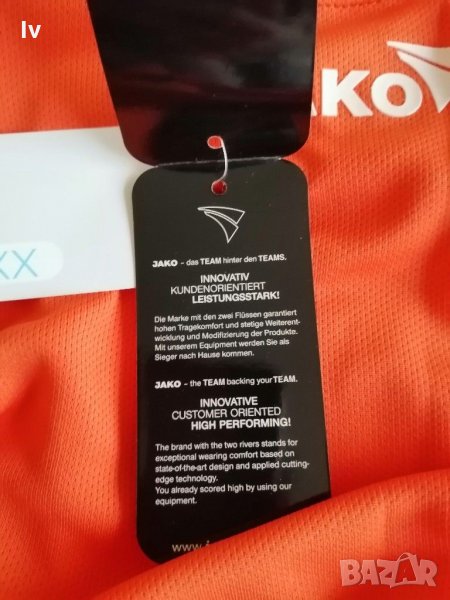 lv
JAKO
XX
JAKO – das TEAM hinter den TEAMS.
INNOVATIV
KUNDENORIENTIERT
LEISTUNGSSTARK!
Die Marke mit den zwei Flüssen garantiert
hohen Tragekomfort und stetige Weiterent-
wicklung und Modifizierung der Produkte.
Mit unserem Equipment werden Sie als
Sieger nach Hause kommen.
JAKO – the TEAM backing your TEAM.
INNOVATIVE
CUSTOMER ORIENTED
HIGH PERFORMING!
The brand with the two rivers stands for
exceptional wearing comfort based on
state-of-the-art design and applied cutting-
edge technology.
You already scored high by using our
equipment.
www.
BAZAR